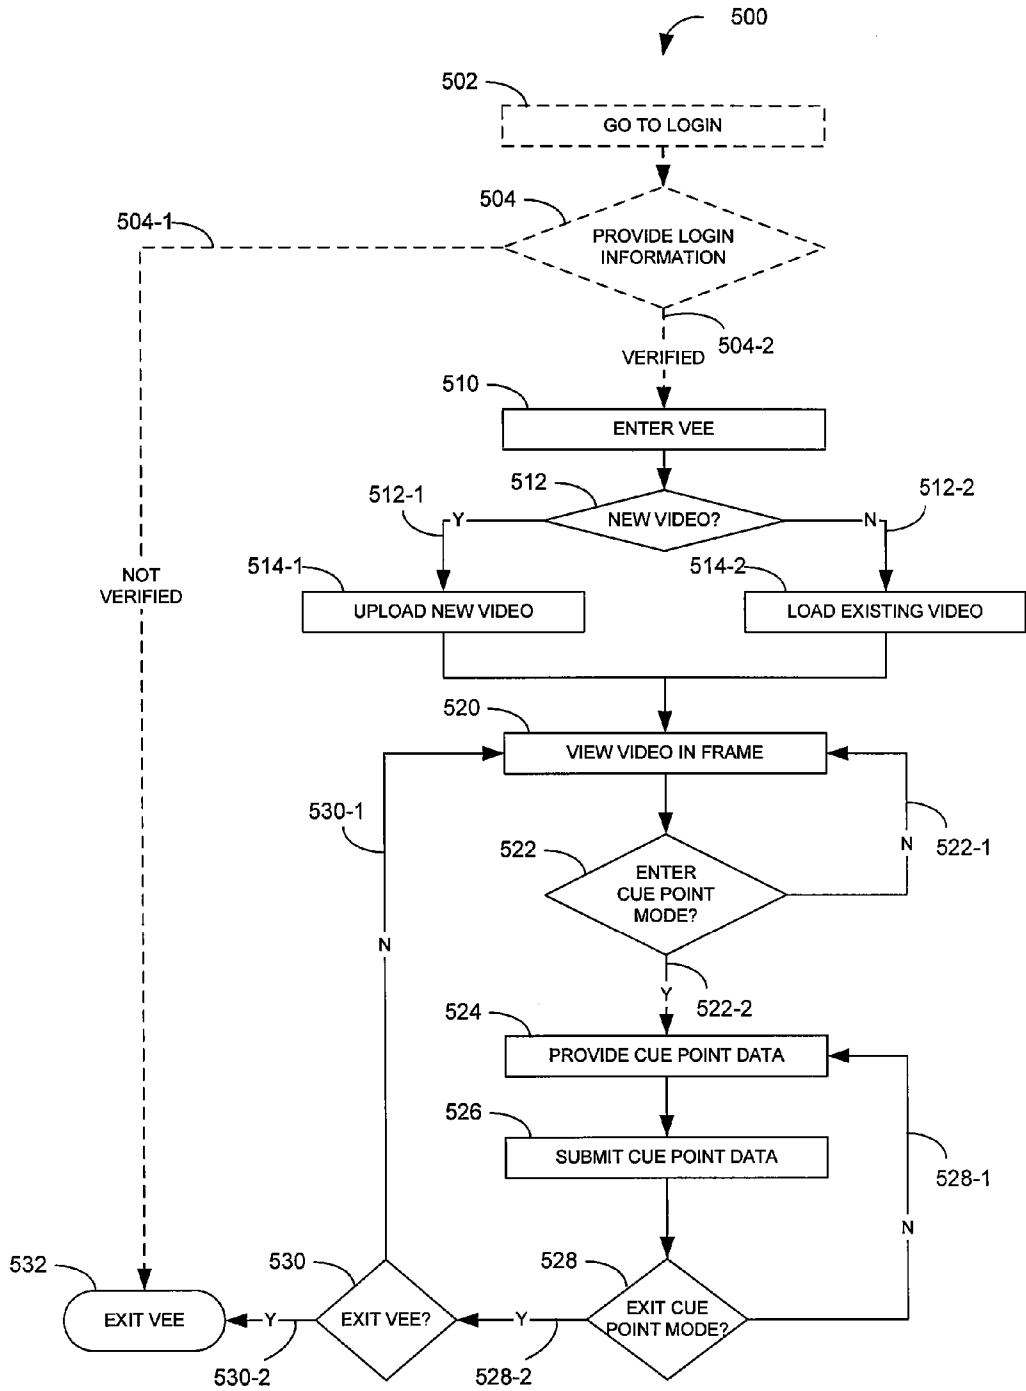 500
502
GO TO LOGIN
504
504-1
PROVIDE LOGIN
INFORMATION
504-2
VERIFIED
510
ENTER VEE
512
512-1
512-2
Y
NEW VIDEO?
N
514-1
514-2
NOT
VERIFIED
UPLOAD NEW VIDEO
LOAD EXISTING VIDEO
520
VIEW VIDEO IN FRAME
530-1
522
N
522-1
ENTER
CUE POINT
MODE?
N
Y
522-2
524
PROVIDE CUE POINT DATA
526
SUBMIT CUE POINT DATA
528-1
N
532
530
528
EXIT VEE
Y
EXIT VEE?
Y
EXIT CUE
POINT MODE?
530-2
528-2